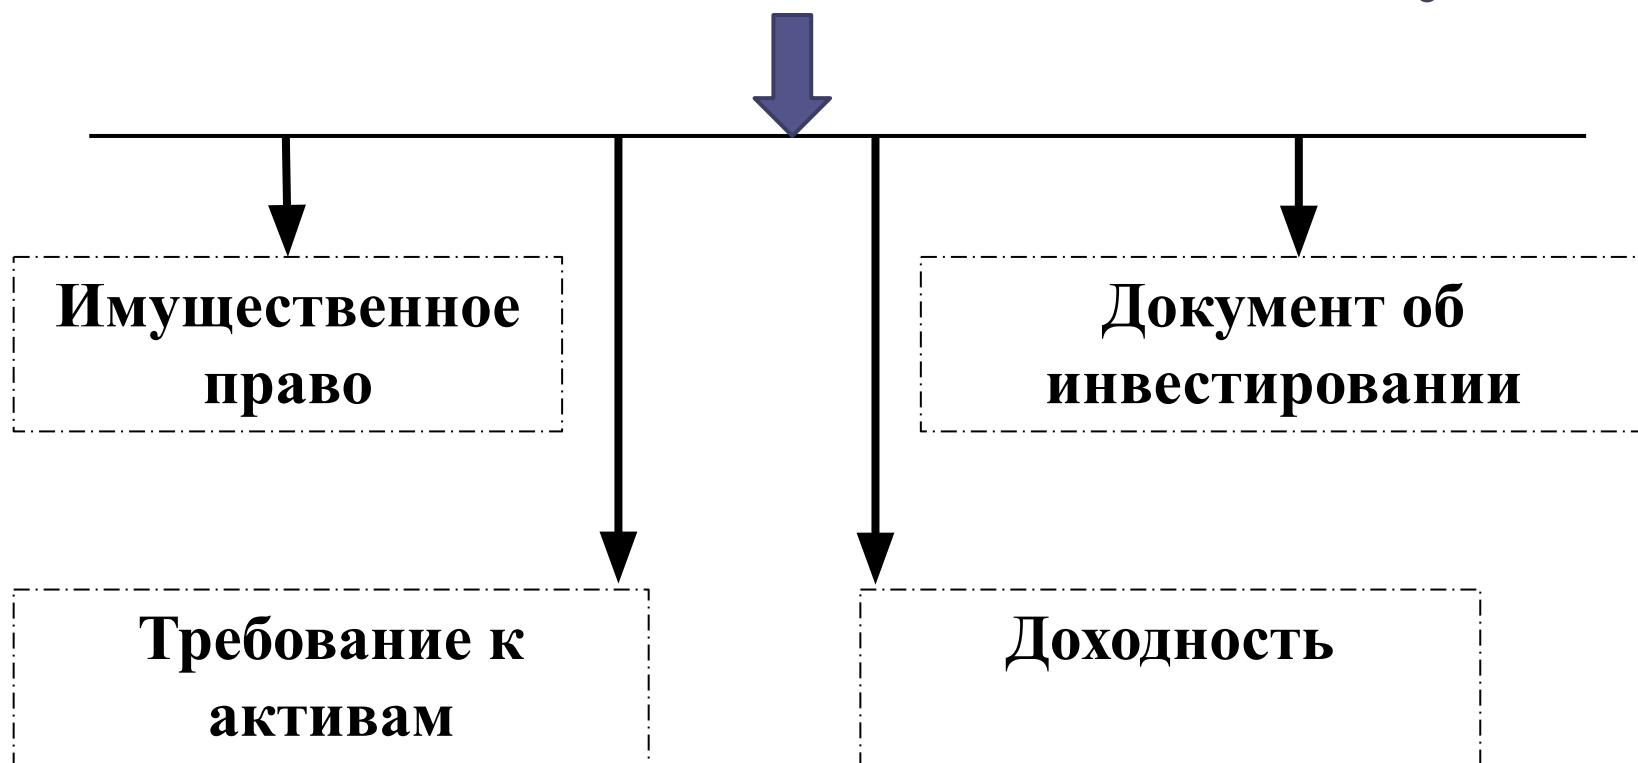 Имущественное
право
Документ об
инвестировании
Требование к
активам
Доходность